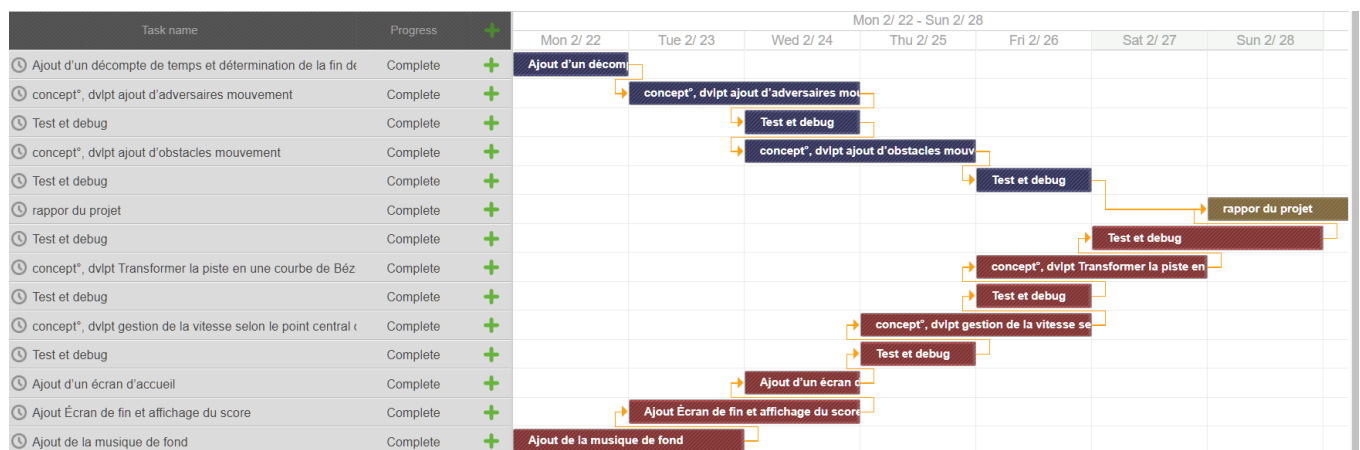 Mon 2/ 22 - Sun 2/ 28
Task name Progress Mon 2/ 22 Tue 2/ 23 Wed 2/ 24 Thu 2/ 25 Fri 2/ 26 Sat 2/ 27 Sun 2/ 28
Ajout d'un décompte de temps et détermination de la fin de Complete Ajout d'un décomp
concept°, dvlpt ajout d'adversaires mouvement Complete concept°, dvlpt ajout d'adversaires mou
Test et debug Complete Test et debug
concept°, dvlpt ajout d'obstacles mouvement Complete concept°, dvlpt ajout d'obstacles mouv
Test et debug Complete Test et debug
rappor du projet Complete rappor du projet
Test et debug Complete Test et debug
concept°, dvlpt Transformer la piste en une courbe de Béz Complete concept°, dvlpt Transformer la piste en
Test et debug Complete Test et debug
concept°, dvlpt gestion de la vitesse selon le point central Complete concept°, dvlpt gestion de la vitesse se
Test et debug Complete Test et debug
Ajout d'un écran d'accueil Complete Ajout d'un écran d
Ajout Écran de fin et affichage du score Complete Ajout Écran de fin et affichage du score
Ajout de la musique de fond Complete Ajout de la musique de fond